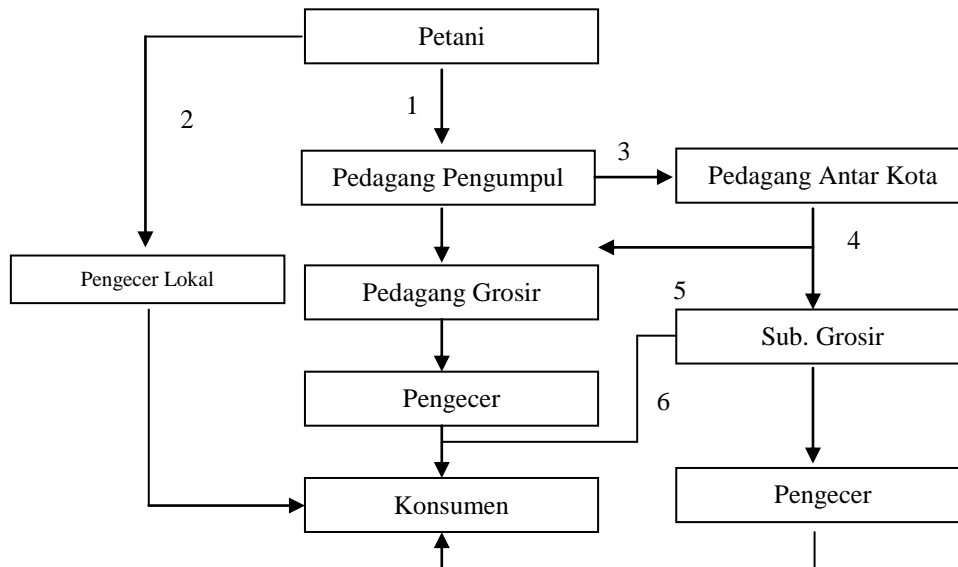 Petani
1
2
3
Pedagang Pengumpul
Pedagang Antar Kota
4
Pengecer Lokal
Pedagang Grosir
5
Sub. Grosir
Pengecer
6
Konsumen
Pengecer